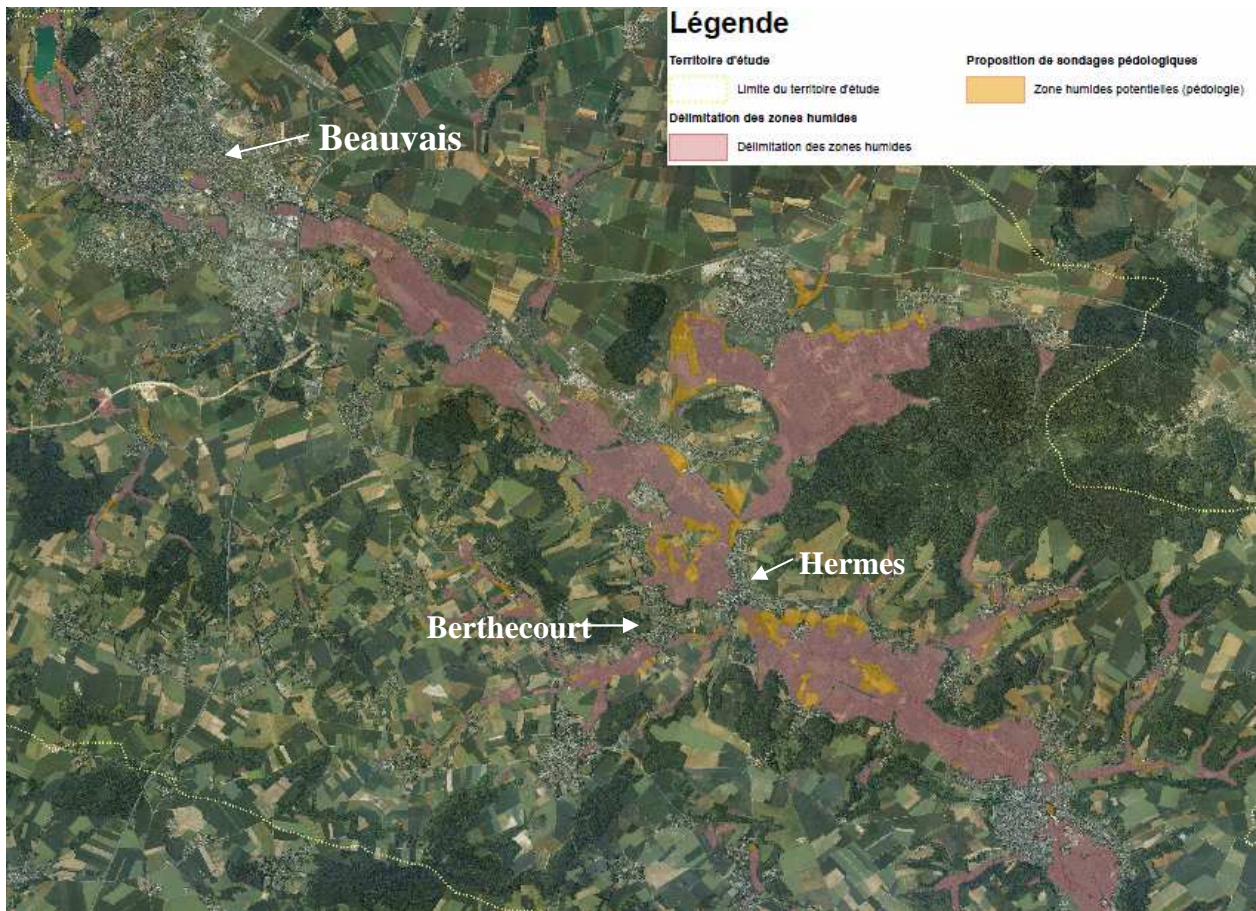 Légende
Territoire d'étude
Limite du territoire d'étude
Délimitation des zones humides
Délimitation des zones humides
Proposition de sondages pédologiques
Zone humides potentielles (pédologie)
Beauvais
Hermes
Berthecourt